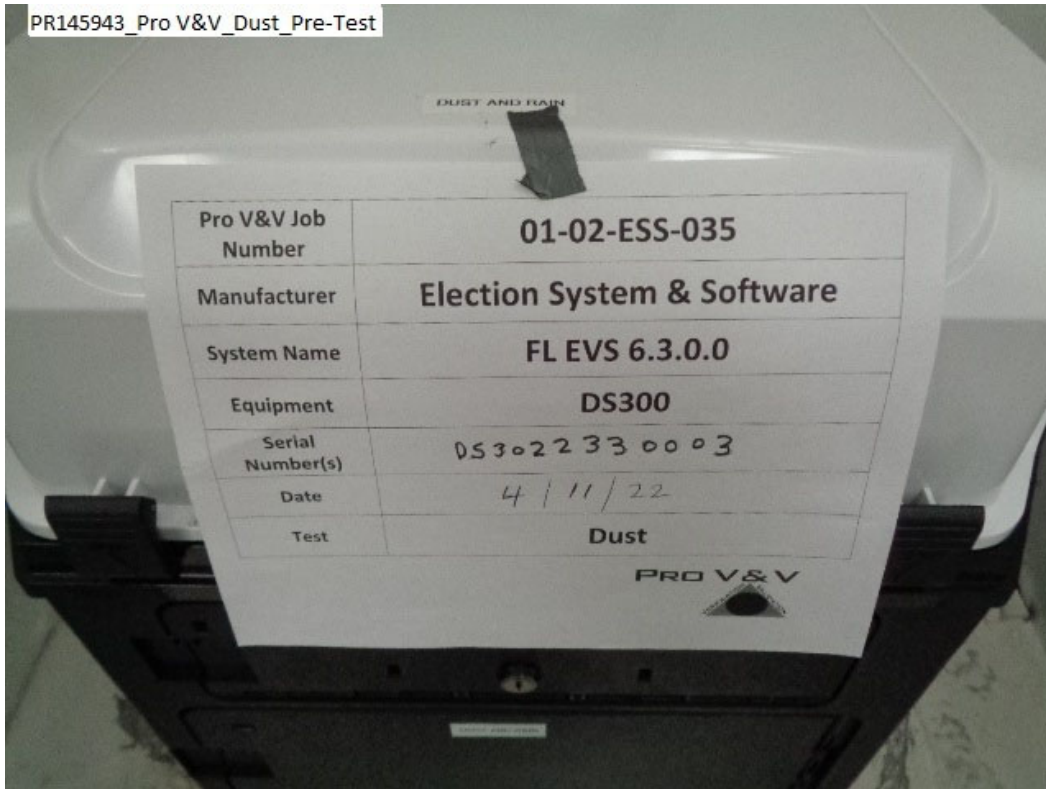 PR145943_Pro V&V_Dust_Pre-Test
DUST AND RAIN
Pro V&V Job
Number
01-02-ESS-035
Manufacturer
Election System & Software
System Name
FL EVS 6.3.0.0
Equipment
DS300
Serial
Number(s)
DS3022330003
Date
4/11/22
Test
Dust
PRO V&V